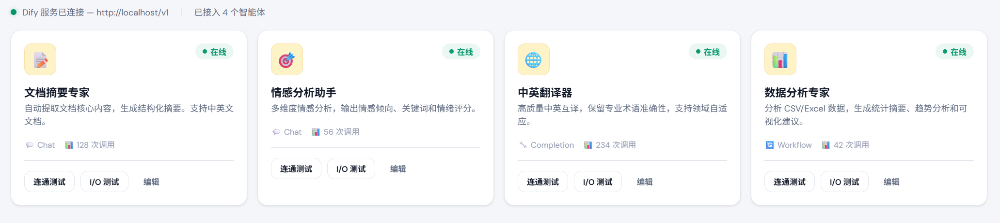 Dify 服务已连接 — http://localhost/v1 | 已接入 4 个智能体
在线
文档摘要专家
自动提取文档核心内容，生成结构化摘要。支持中英文
文档。
Chat 128 次调用
连通测试 I/O 测试 编辑
在线
情感分析助手
多维度情感分析，输出情感倾向、关键词和情绪评分。
Chat 56 次调用
连通测试 I/O 测试 编辑
在线
中英翻译器
高质量中英互译，保留专业术语准确性，支持领域自适
应。
Completion 234 次调用
连通测试 I/O 测试 编辑
在线
数据分析专家
分析 CSV/Excel 数据，生成统计摘要、趋势分析和可
视化建议。
Workflow 42 次调用
连通测试 I/O 测试 编辑